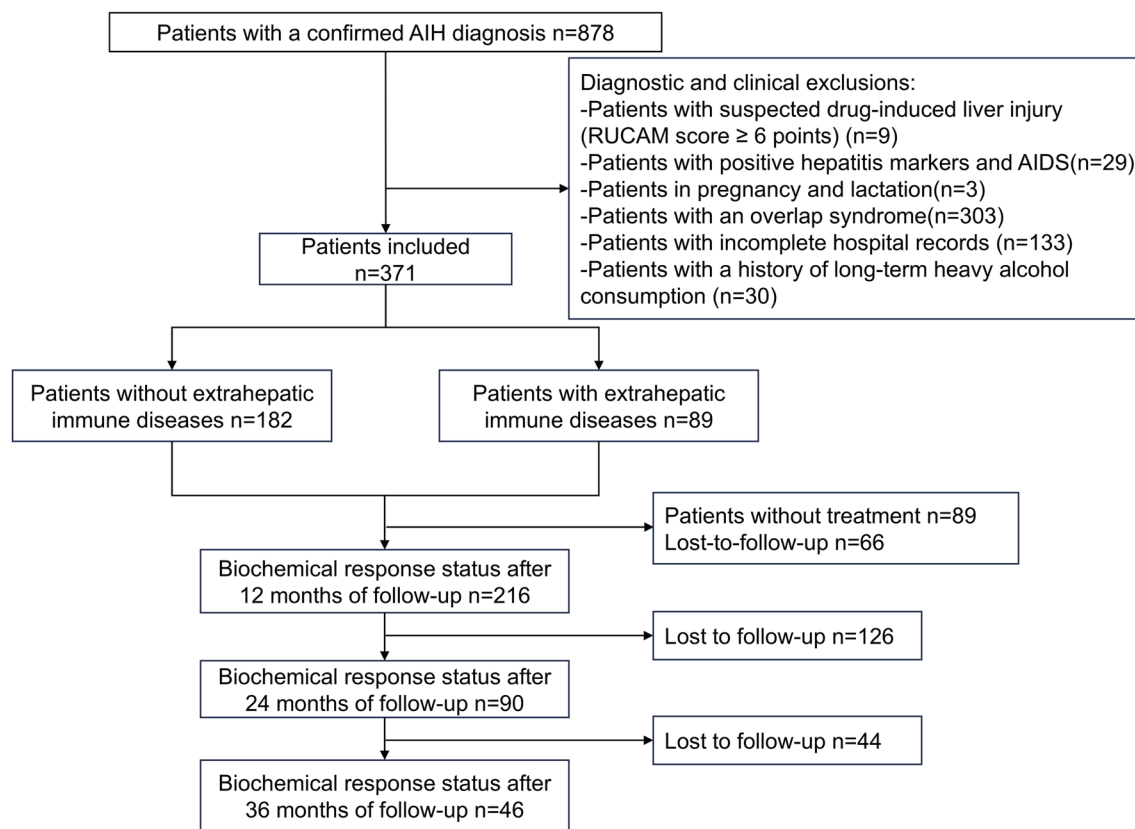 Patients with a confirmed AIH diagnosis n=878
Diagnostic and clinical exclusions:
-Patients with suspected drug-induced liver injury
(RUCAM score ≥ 6 points) (n=9)
-Patients with positive hepatitis markers and AIDS(n=29)
-Patients in pregnancy and lactation(n=3)
-Patients with an overlap syndrome(n=303)
-Patients with incomplete hospital records (n=133)
-Patients with a history of long-term heavy alcohol
consumption (n=30)
Patients included
n=371
Patients without extrahepatic
immune diseases n=182
Patients with extrahepatic
immune diseases n=89
Patients without treatment n=89
Lost-to-follow-up n=66
Biochemical response status after
12 months of follow-up n=216
Lost to follow-up n=126
Biochemical response status after
24 months of follow-up n=90
Lost to follow-up n=44
Biochemical response status after
36 months of follow-up n=46